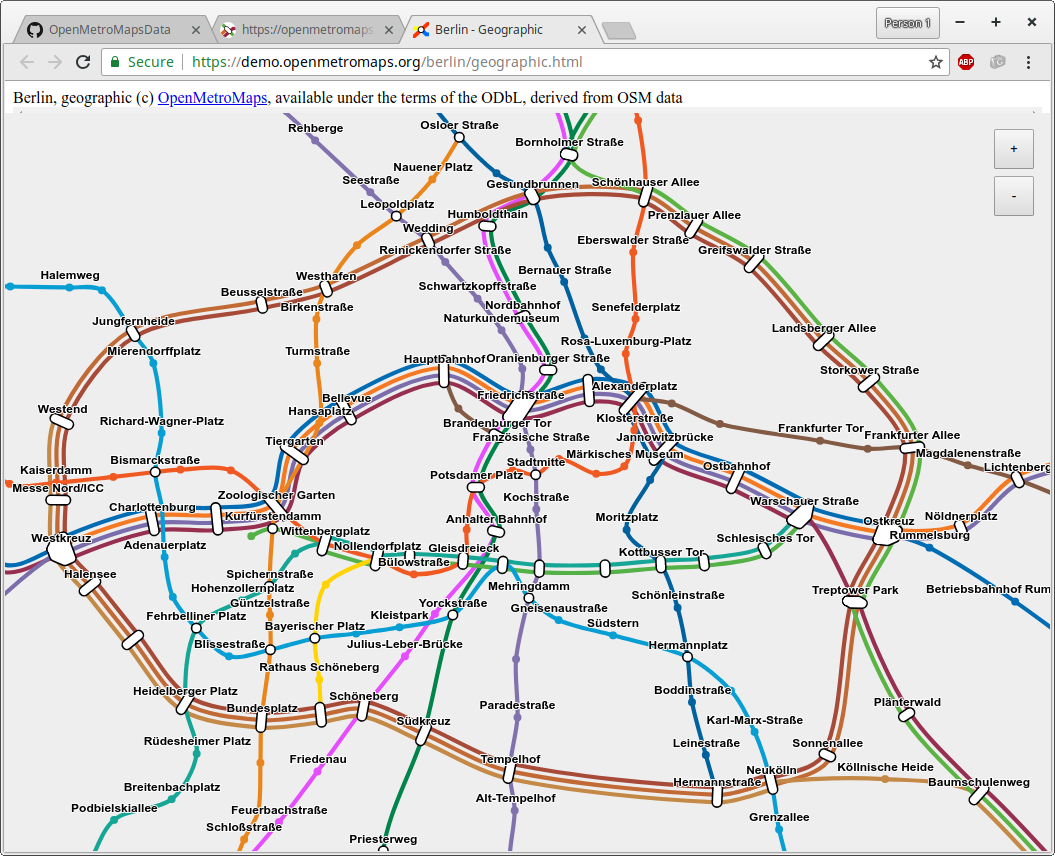 OpenMetroMapsData
https://openmetromaps
Berlin - Geographic
Person 1
Secure
https://demo.openmetromaps.org/berlin/geographic.html
ABP
Berlin, geographic (c) OpenMetroMaps, available under the terms of the ODbL, derived from OSM data
+
-
Rehberge
Osloer Straße
Bornholmer Straße
Nauener Platz
Seestraße
Gesundbrunnen
Schönhauser Allee
Leopoldplatz
Humboldthain
Prenzlauer Allee
Wedding
Eberswalder Straße
Reinickendorfer Straße
Greifswalder Straße
Bernauer Straße
Halemweg
Westhafen
Schwartzkopffstraße
Beusselstraße
Birkenstraße
Nordbahnhof
Senefelderplatz
Naturkundemuseum
Jungfernheide
Landsberger Allee
Mierendorffplatz
Turmstraße
Rosa-Luxemburg-Platz
Hauptbahnhof
Oranienburger Straße
Storkower Straße
Alexanderplatz
Friedrichstraße
Bellevue
Westend
Hansaplatz
Klosterstraße
Richard-Wagner-Platz
Brandenburger Tor
Frankfurter Tor
Frankfurter Allee
Französische Straße
Jannowitzbrücke
Tiergarten
Märkisches Museum
Magdalenenstraße
Bismarckstraße
Stadtmitte
Ostbahnhof
Lichtenberg
Kaiserdamm
Potsdamer Platz
Messe Nord/ICC
Zoologischer Garten
Kochstraße
Warschauer Straße
Charlottenburg
Kurfürstendamm
Anhalter Bahnhof
Moritzplatz
Nöldnerplatz
Ostkreuz
Wittenbergplatz
Westkreuz
Adenauerplatz
Nollendorfplatz
Gleisdreieck
Schlesisches Tor
Rummelsburg
Kottbusser Tor
Bülowstraße
Halensee
Spichernstraße
Hohenzollernplatz
Mehringdamm
Treptower Park
Betriebsbahnhof Rum
Schönleinstraße
Güntzelstraße
Yorckstraße
Gneisenaustraße
Fehrbelliner Platz
Kleistpark
Bayerischer Platz
Südstern
Blissestraße
Julius-Leber-Brücke
Hermannplatz
Rathaus Schöneberg
Heidelberger Platz
Schöneberg
Boddinstraße
Bundesplatz
Paradestraße
Plänterwald
Südkreuz
Karl-Marx-Straße
Rüdesheimer Platz
Leinestraße
Sonnenallee
Friedenau
Tempelhof
Neukölln
Köllnische Heide
Breitenbachplatz
Hermannstraße
Baumschulenweg
Alt-Tempelhof
Podbielskiallee
Feuerbachstraße
Grenzallee
Schloßstraße
Priesterweg